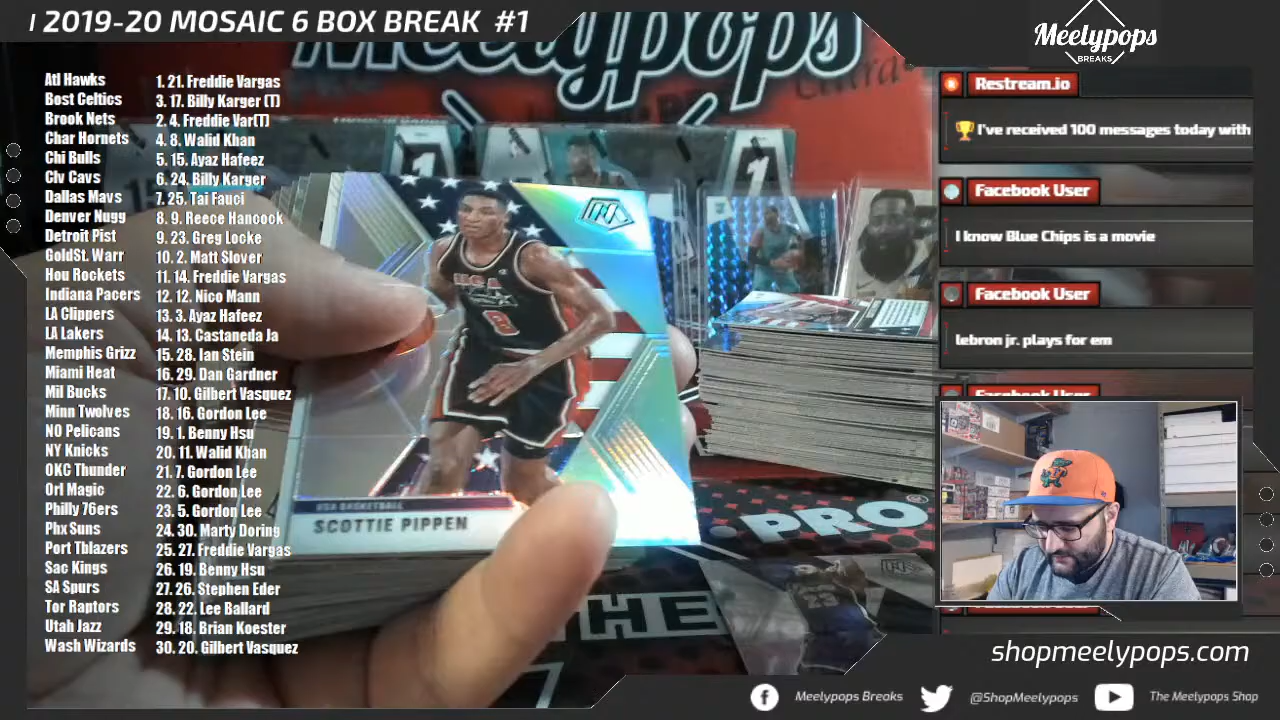 2019-20 MOSAIC 6 BOX BREAK #1
Meelypops
BREAKS
Meelypops
Atl Hawks 1. 21. Freddie Vargas
Bost Celtics 3. 17. Billy Karger (T)
Brook Nets 2. 4. Freddie Var(T)
Char Hornets 4. 8. Walid Khan
Chi Bulls 5. 15. Ayaz Hafeez
Clv Cavs 6. 24. Billy Karger
Dallas Mavs 7. 25. Tai Fauci
Denver Nugg 8. 9. Reece Hancock
Detroit Pist 9. 23. Greg Locke
GoldSt. Warr 10. 2. Matt Slover
Hou Rockets 11. 14. Freddie Vargas
Indiana Pacers 12. 12. Nico Mann
LA Clippers 13. 3. Ayaz Hafeez
LA Lakers 14. 13. Castaneda Ja
Memphis Grizz 15. 28. Ian Stein
Miami Heat 16. 29. Dan Gardner
Mil Bucks 17. 10. Gilbert Vasquez
Minn Twolves 18. 16. Gordon Lee
NO Pelicans 19. 1. Benny Hsu
NY Knicks 20. 11. Walid Khan
OKC Thunder 21. 7. Gordon Lee
Orl Magic 22. 6. Gordon Lee
Philly 76ers 23. 5. Gordon Lee
Phx Suns 24. 30. Marty Doring
Port Tblazers 25. 27. Freddie Vargas
Sac Kings 26. 19. Benny Hsu
SA Spurs 27. 26. Stephen Eder
Tor Raptors 28. 22. Lee Ballard
Utah Jazz 29. 18. Brian Koester
Wash Wizards 30. 20. Gilbert Vasquez
USA
8
USA BASKETBALL
SCOTTIE PIPPEN
PRO
THE
23
Restream.io
I've received 100 messages today with
Facebook User
I know Blue Chips is a movie
Facebook User
lebron jr. plays for em
Facebook User
shopmeelypops.com
Meelypops Breaks
@ShopMeelypops
The Meelypops Shop